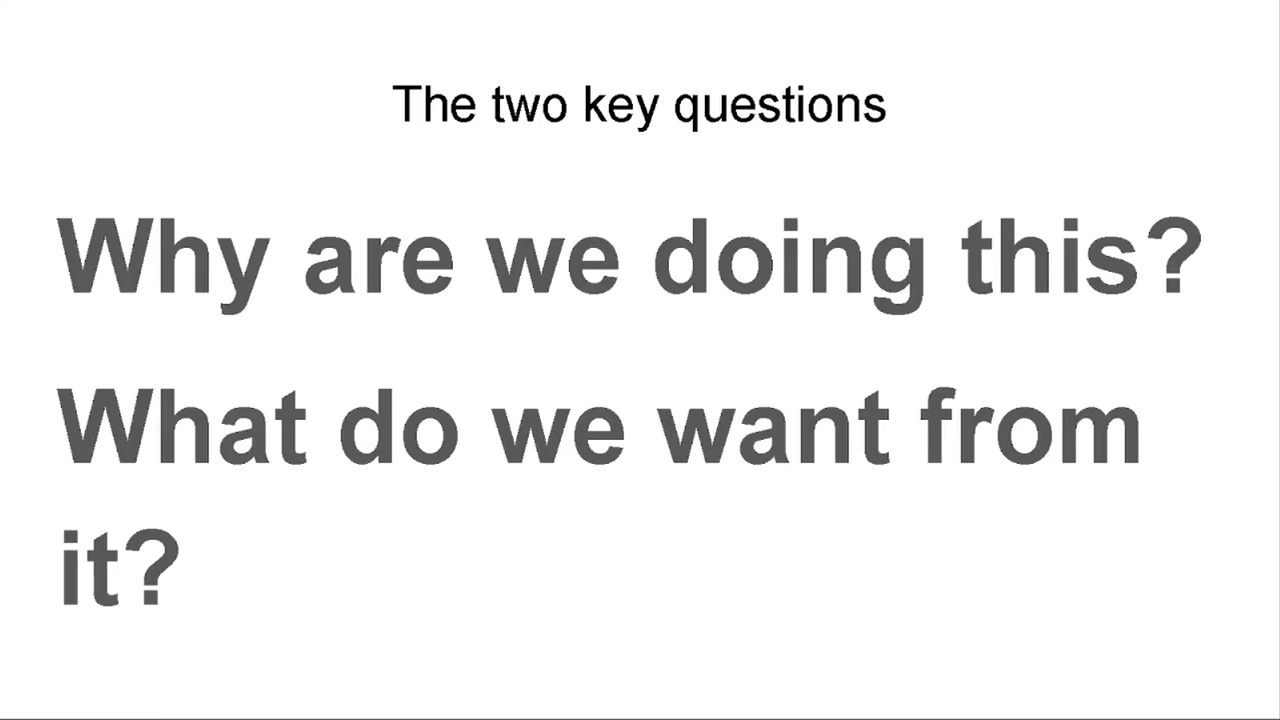 The two key questions
Why are we doing this?
What do we want from
it?